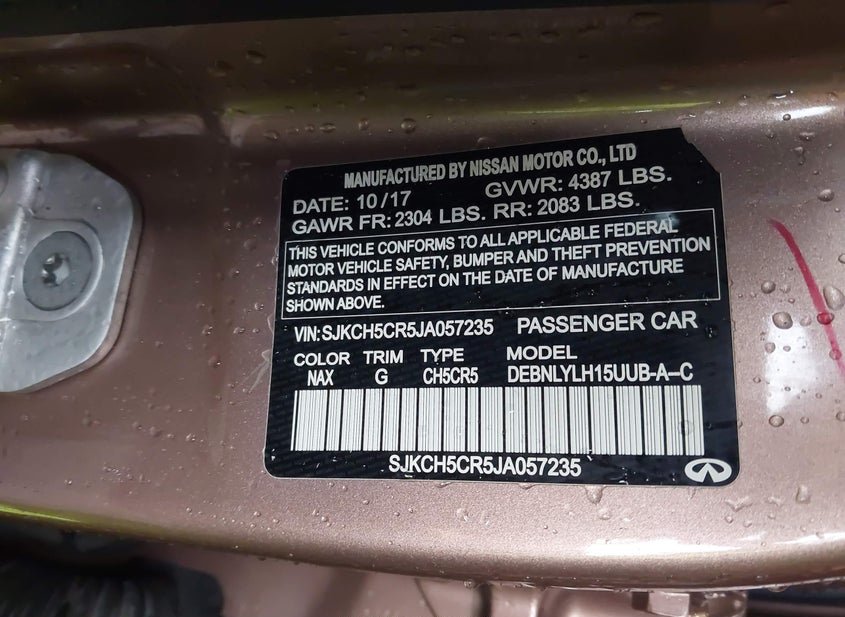 MANUFACTURED BY NISSAN MOTOR CO., LTD
DATE: 10/17 GVWR: 4387 LBS.
GAWR FR: 2304 LBS. RR: 2083 LBS.
THIS VEHICLE CONFORMS TO ALL APPLICABLE FEDERAL
MOTOR VEHICLE SAFETY, BUMPER AND THEFT PREVENTION
STANDARDS IN EFFECT ON THE DATE OF MANUFACTURE
SHOWN ABOVE.
VIN: SJKCH5CR5JA057235 PASSENGER CAR
COLOR TRIM TYPE MODEL
NAX G CH5CR5 DEBNLYLH15UUB-A-C
SJKCH5CR5JA057235